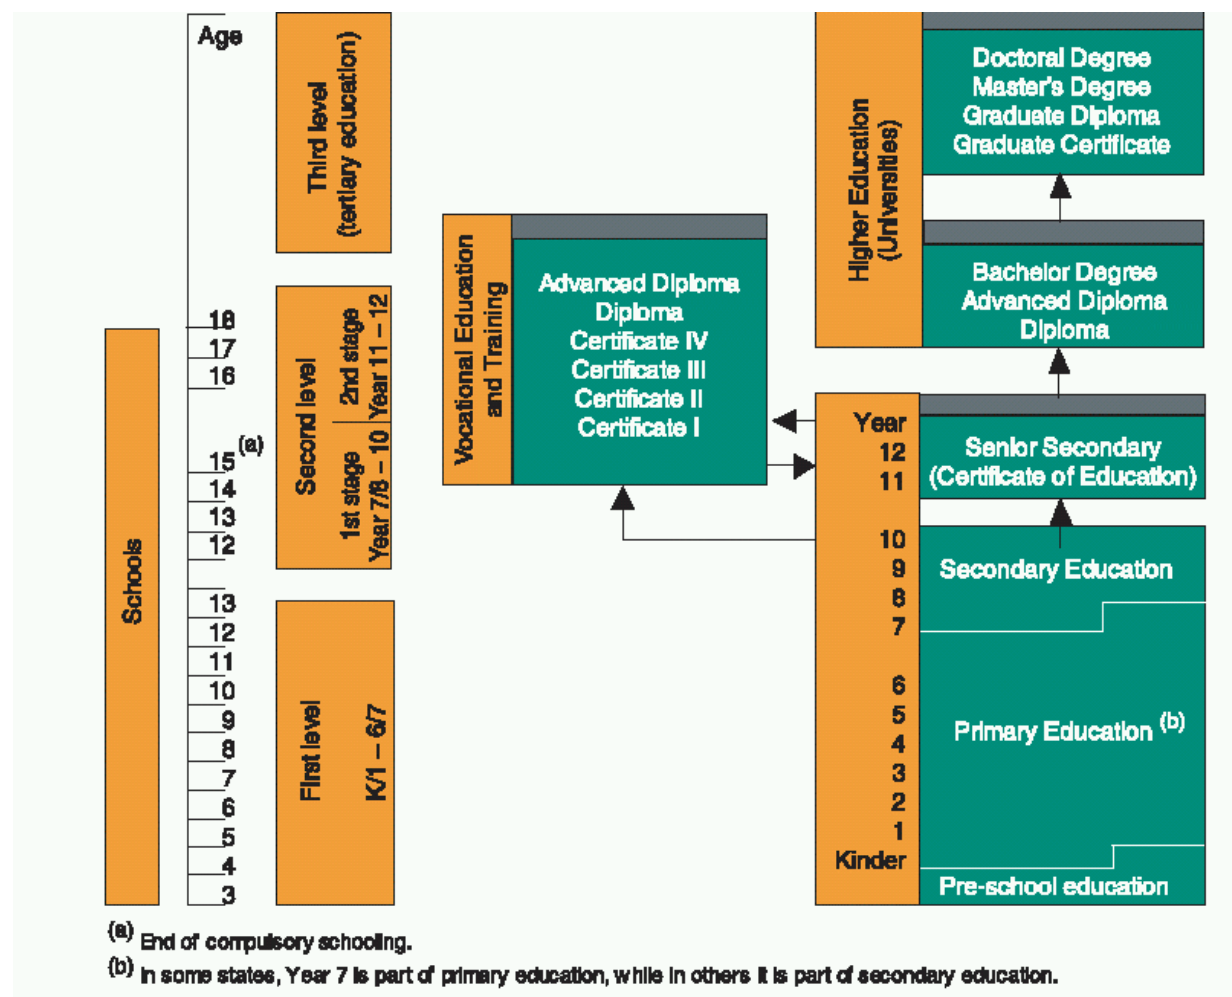 Age
18
17
16
15 (a)
14
13
12
13
12
11
10
9
8
7
6
5
4
3
Schools
Third level
(tertiary education)
Second level
2nd stage
Year 11 – 12
1st stage
Year 7/8 – 10
First level
K/1 – 6/7
Vocational Education
and Training
Advanced Diploma
Diploma
Certificate IV
Certificate III
Certificate II
Certificate I
Higher Education
(Universities)
Doctoral Degree
Master's Degree
Graduate Diploma
Graduate Certificate
Bachelor Degree
Advanced Diploma
Diploma
Year
12
11
10
9
8
7
6
5
4
3
2
1
Kinder
Senior Secondary
(Certificate of Education)
Secondary Education
Primary Education (b)
Pre-school education
(a) End of compulsory schooling.
(b) In some states, Year 7 is part of primary education, while in others it is part of secondary education.